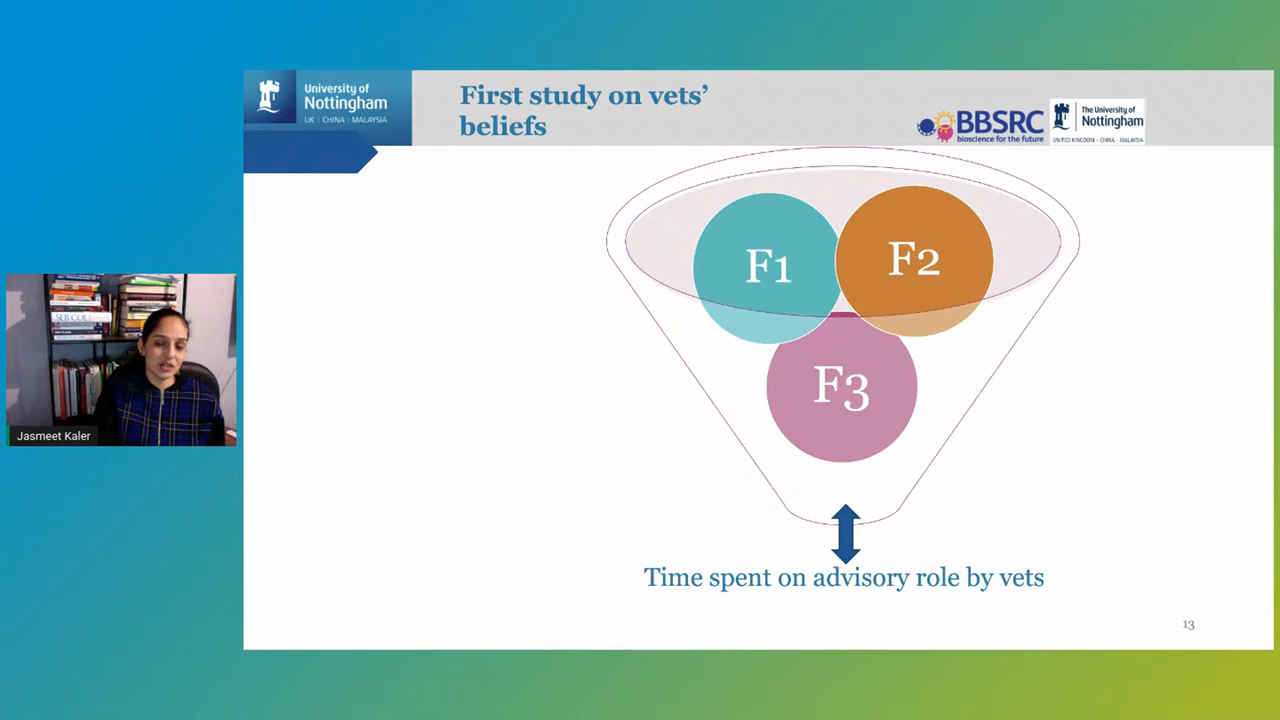 University of
Nottingham
UK | CHINA | MALAYSIA
First study on vets'
beliefs
BBSRC
bioscience for the future
The University of
Nottingham
UNITED KINGDOM · CHINA · MALAYSIA
F1
F2
F3
Jasmeet Kaler
Time spent on advisory role by vets
13